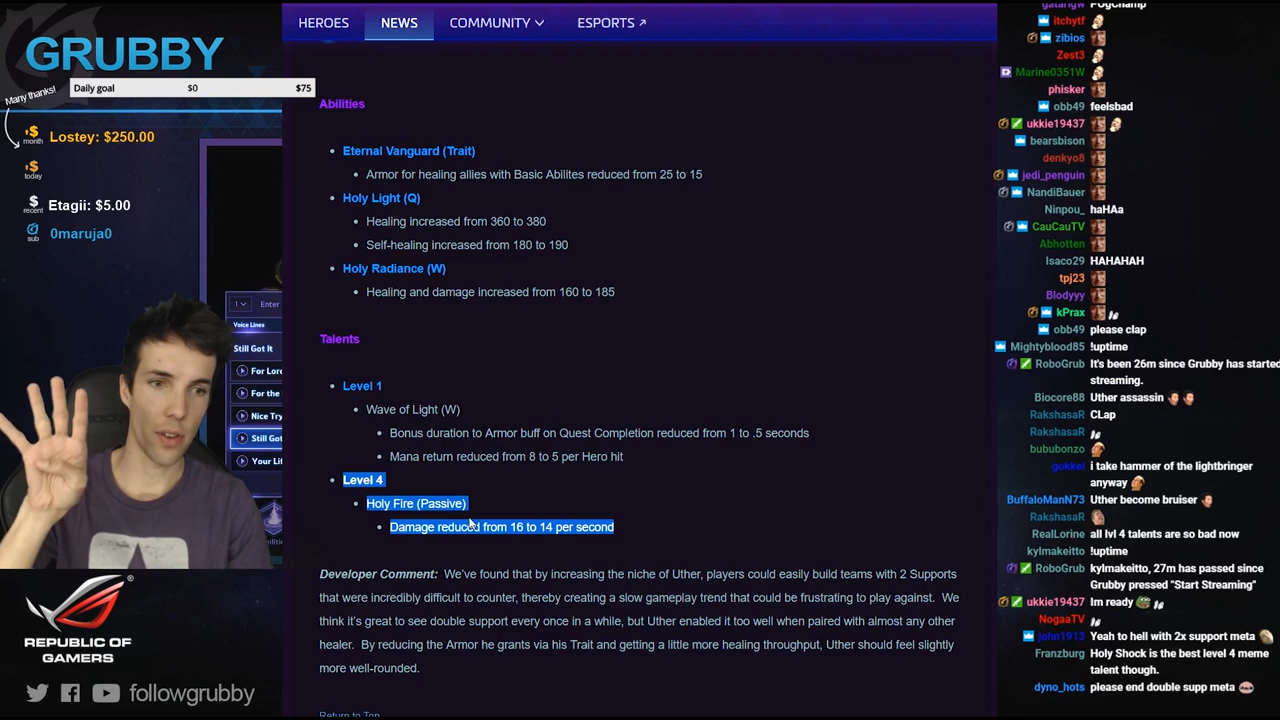 GRUBBY
Many thanks!
Daily goal $0 $75
$ month Lostey: $250.00
$ today
$ recent Etagii: $5.00
sub 0maruja0
1 Enter
Voice Lines
Still Got It
For Lor
For the
Nice Try
Still Got
Your Li
REPUBLIC OF
GAMERS
followgrubby
HEROES NEWS COMMUNITY ESPORTS
Abilities
Eternal Vanguard (Trait)
Armor for healing allies with Basic Abilites reduced from 25 to 15
Holy Light (Q)
Healing increased from 360 to 380
Self-healing increased from 180 to 190
Holy Radiance (W)
Healing and damage increased from 160 to 185
Talents
Level 1
Wave of Light (W)
Bonus duration to Armor buff on Quest Completion reduced from 1 to .5 seconds
Mana return reduced from 8 to 5 per Hero hit
Level 4
Holy Fire (Passive)
Damage reduced from 16 to 14 per second
Developer Comment: We've found that by increasing the niche of Uther, players could easily build teams with 2 Supports
that were incredibly difficult to counter, thereby creating a slow gameplay trend that could be frustrating to play against. We
think it's great to see double support every once in a while, but Uther enabled it too well when paired with almost any other
healer. By reducing the Armor he grants via his Trait and getting a little more healing throughput, Uther should feel slightly
more well-rounded.
Return to Top
gatarigw PogChamp
itchytf
zibios
Zest3
Marine0351W
phisker
obb49 feelsbad
ukkie19437
bearsbison
denkyo8
jedi_penguin
NandiBauer
Ninpou_ haHAa
CauCauTV
Abhotten
Isaco29 HAHAHAH
tpj23
Blodyyy
kPrax
obb49 please clap
Mightyblood85 !uptime
RoboGrub It's been 26m since Grubby has started
streaming.
Biocore88 Uther assassin
RakshasaR CLap
RakshasaR
bububonzo
gokkei i take hammer of the lightbringer
anyway
BuffaloManN73 Uther become bruiser
RakshasaR
RealLorine all lvl 4 talents are so bad now
kylmakeitto !uptime
RoboGrub kylmakeitto, 27m has passed since
Grubby pressed "Start Streaming"
ukkie19437 Im ready
NogaaTV
john1913 Yeah to hell with 2x support meta
Franzburg Holy Shock is the best level 4 meme
talent though.
dyno_hots please end double supp meta